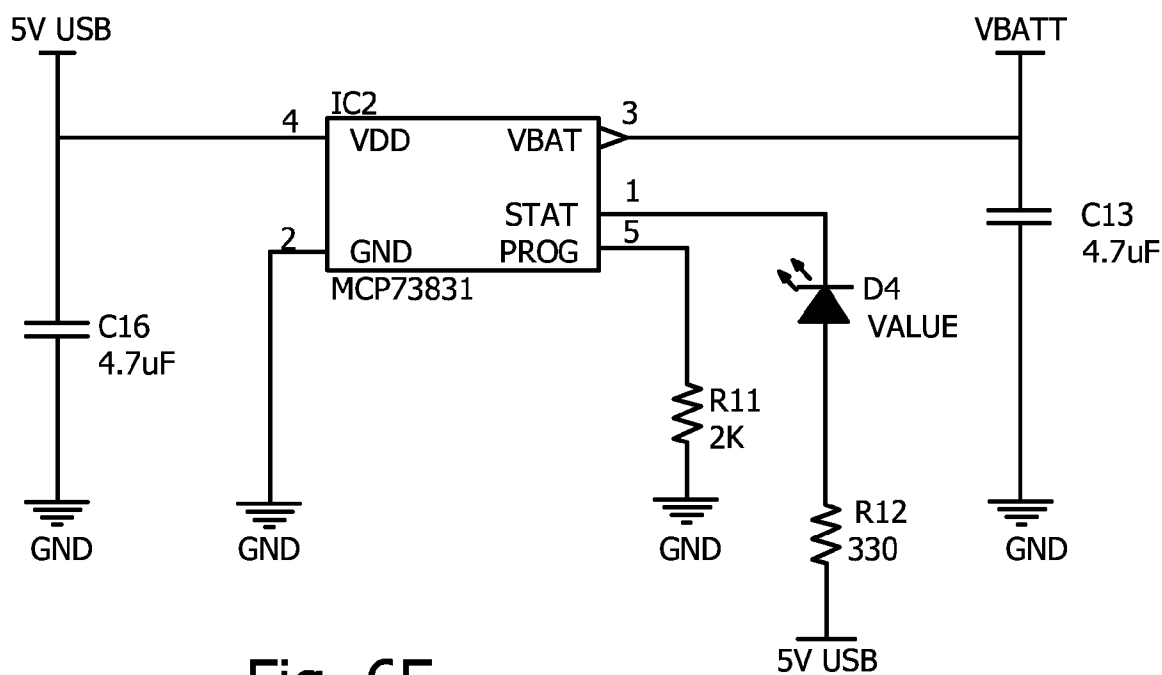 5V USB
VBATT
IC2
4
VDD
VBAT
3
STAT
1
2
GND
PROG
5
MCP73831
C16
4.7uF
C13
4.7uF
D4
VALUE
R11
2K
R12
330
GND
GND
GND
GND
5V USB